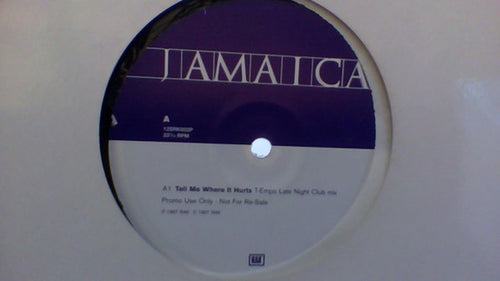 JAMAICA
A
33⅓ RPM
A1 Tell Me Where It Hurts T-Empo Late Night Club mix
Promo Use Only - Not For Re-Sale